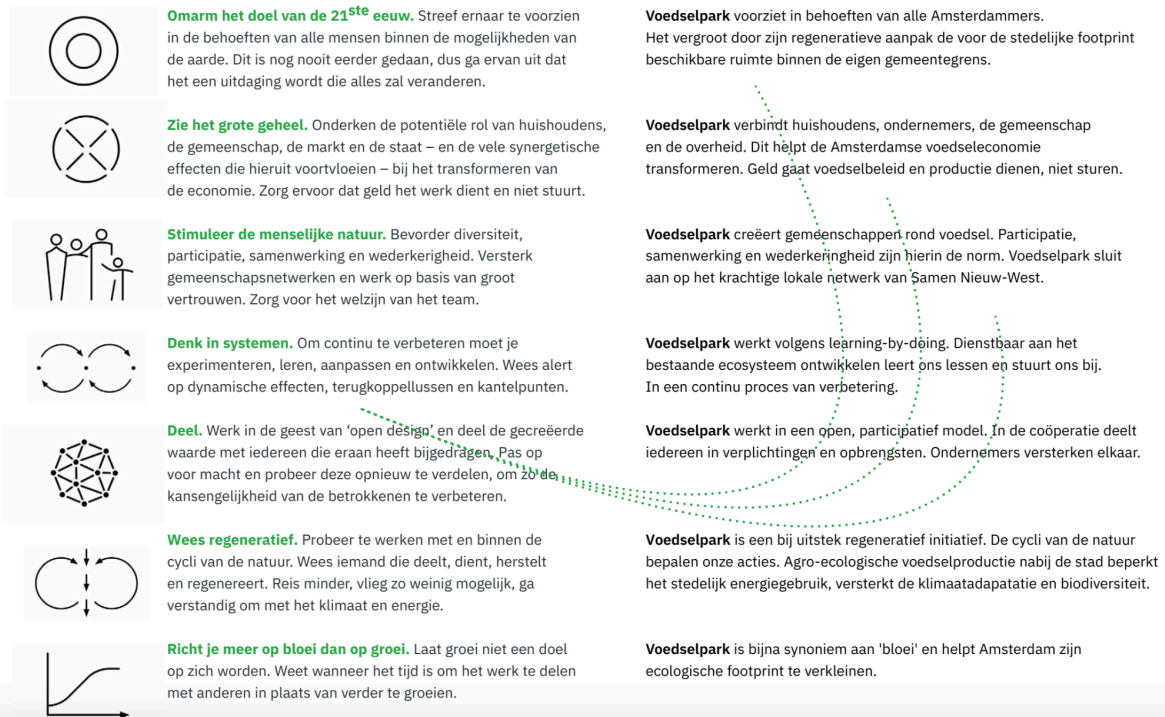 Omarm het doel van de 21ste eeuw. Streef ernaar te voorzien
in de behoeften van alle mensen binnen de mogelijkheden van
de aarde. Dit is nog nooit eerder gedaan, dus ga ervan uit dat
het een uitdaging wordt die alles zal veranderen.
Voedselpark voorziet in behoeften van alle Amsterdammers.
Het vergroot door zijn regeneratieve aanpak de voor de stedelijke footprint
beschikbare ruimte binnen de eigen gemeentegrens.
Zie het grote geheel. Onderken de potentiële rol van huishoudens,
de gemeenschap, de markt en de staat – en de vele synergetische
effecten die hieruit voortvloeien – bij het transformeren van
de economie. Zorg ervoor dat geld het werk dient en niet stuurt.
Voedselpark verbindt huishoudens, ondernemers, de gemeenschap
en de overheid. Dit helpt de Amsterdamse voedseleconomie
transformeren. Geld gaat voedselbeleid en productie dienen, niet sturen.
Stimuleer de menselijke natuur. Bevorder diversiteit,
participatie, samenwerking en wederkerigheid. Versterk
gemeenschapsnetwerken en werk op basis van groot
vertrouwen. Zorg voor het welzijn van het team.
Voedselpark creëert gemeenschappen rond voedsel. Participatie,
samenwerking en wederkeringheid zijn hierin de norm. Voedselpark sluit
aan op het krachtige lokale netwerk van Samen Nieuw-West.
Denk in systemen. Om continu te verbeteren moet je
experimenteren, leren, aanpassen en ontwikkelen. Wees alert
op dynamische effecten, terugkoppellussen en kantelpunten.
Voedselpark werkt volgens learning-by-doing. Dienstbaar aan het
bestaande ecosysteem ontwikkelen leert ons lessen en stuurt ons bij.
In een continu proces van verbetering.
Deel. Werk in de geest van ‘open design’ en deel de gecreëerde
waarde met iedereen die eraan heeft bijgedragen. Pas op
voor macht en probeer deze opnieuw te verdelen, om zo de
kansengelijkheid van de betrokkenen te verbeteren.
Voedselpark werkt in een open, participatief model. In de coöperatie deelt
iedereen in verplichtingen en opbrengsten. Ondernemers versterken elkaar.
Wees regeneratief. Probeer te werken met en binnen de
cycli van de natuur. Wees iemand die deelt, dient, herstelt
en regenereert. Reis minder, vlieg zo weinig mogelijk, ga
verstandig om met het klimaat en energie.
Voedselpark is een bij uitstek regeneratief initiatief. De cycli van de natuur
bepalen onze acties. Agro-ecologische voedselproductie nabij de stad beperkt
het stedelijk energiegebruik, versterkt de klimaatadapatatie en biodiversiteit.
Richt je meer op bloei dan op groei. Laat groei niet een doel
op zich worden. Weet wanneer het tijd is om het werk te delen
met anderen in plaats van verder te groeien.
Voedselpark is bijna synoniem aan 'bloei' en helpt Amsterdam zijn
ecologische footprint te verkleinen.